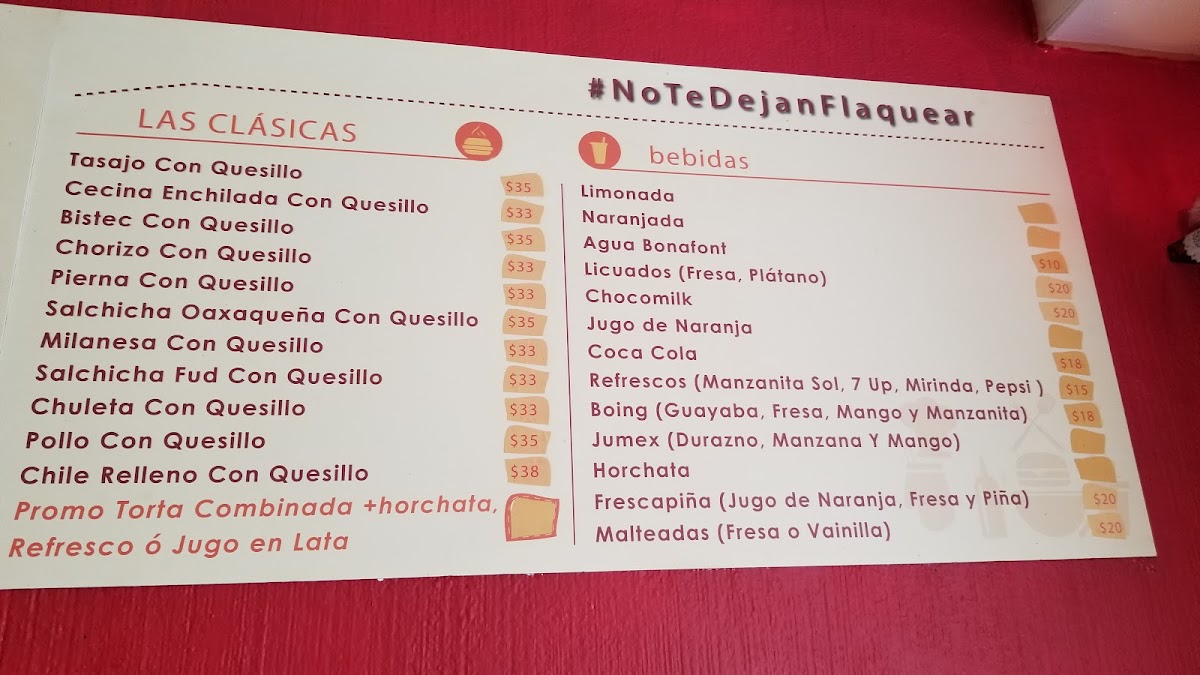 #NoTeDejanFlaquear
LAS CLÁSICAS
Tasajo Con Quesillo $35
Cecina Enchilada Con Quesillo $33
Bistec Con Quesillo $35
Chorizo Con Quesillo $33
Pierna Con Quesillo $33
Salchicha Oaxaqueña Con Quesillo $35
Milanesa Con Quesillo $33
Salchicha Fud Con Quesillo $33
Chuleta Con Quesillo $33
Pollo Con Quesillo $35
Chile Relleno Con Quesillo $38
Promo Torta Combinada +horchata,
Refresco ó Jugo en Lata
bebidas
Limonada
Naranjada
Agua Bonafont $10
Licuados (Fresa, Plátano) $20
Chocomilk $20
Jugo de Naranja
Coca Cola $18
Refrescos (Manzanita Sol, 7 Up, Mirinda, Pepsi ) $15
Boing (Guayaba, Fresa, Mango y Manzanita) $18
Jumex (Durazno, Manzana Y Mango)
Horchata
Frescapiña (Jugo de Naranja, Fresa y Piña) $20
Malteadas (Fresa o Vainilla) $20